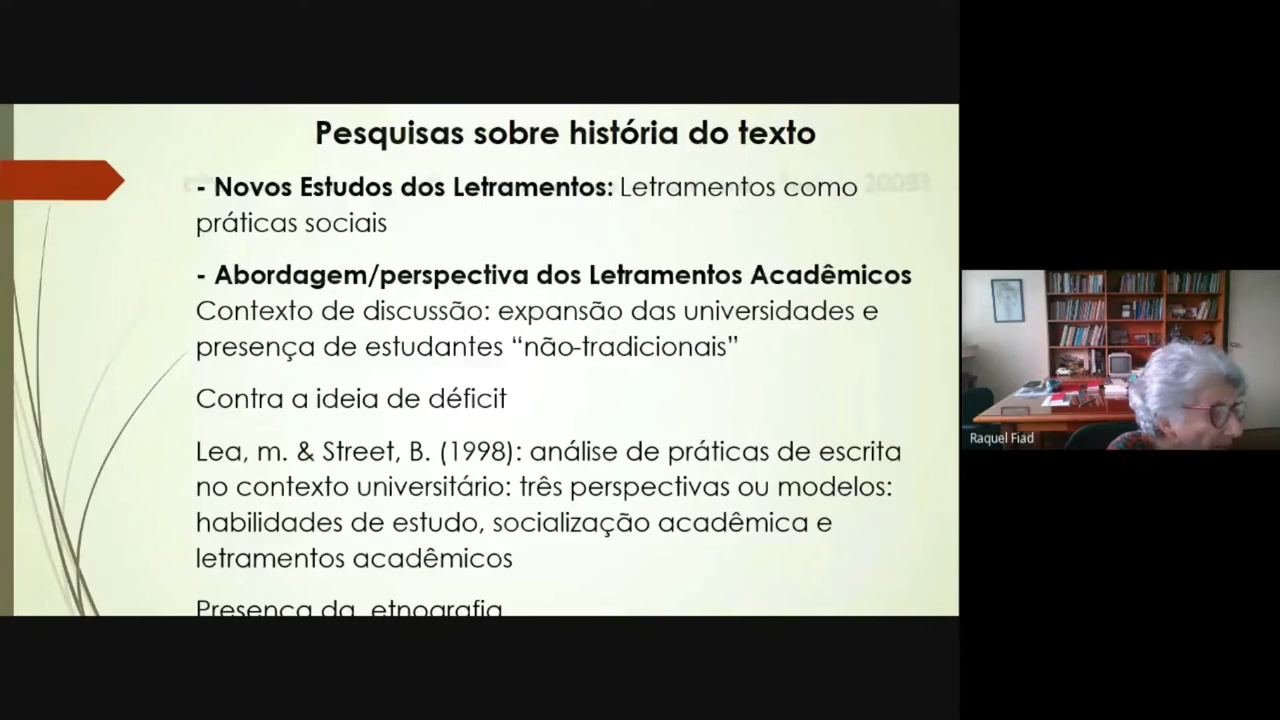 Pesquisas sobre história do texto
- Novos Estudos dos Letramentos: Letramentos como
práticas sociais
- Abordagem/perspectiva dos Letramentos Acadêmicos
Contexto de discussão: expansão das universidades e
presença de estudantes “não-tradicionais”
Contra a ideia de déficit
Lea, m. & Street, B. (1998): análise de práticas de escrita
no contexto universitário: três perspectivas ou modelos:
habilidades de estudo, socialização acadêmica e
letramentos acadêmicos
Presença da etnografia
Raquel Fiad